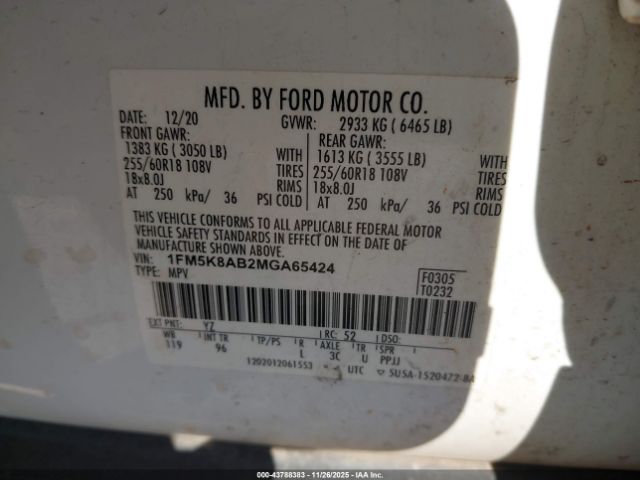 MFD. BY FORD MOTOR CO.
DATE: 12/20 GVWR: 2933 KG ( 6465 LB)
FRONT GAWR: REAR GAWR:
1383 KG ( 3050 LB) WITH 1613 KG ( 3555 LB) WITH
255/60R18 108V TIRES 255/60R18 108V TIRES
18x8.0J RIMS 18x8.0J RIMS
AT 250 kPa/ 36 PSI COLD AT 250 kPa/ 36 PSI COLD
THIS VEHICLE CONFORMS TO ALL APPLICABLE FEDERAL MOTOR
VEHICLE SAFETY STANDARDS IN EFFECT ON THE DATE OF
MANUFACTURE SHOWN ABOVE.
VIN: 1FM5K8AB2MGA65424
TYPE: MPV
F0305
T0232
EXT PNT: YZ RC: 52 DSO:
WB INT TR TP/PS R AXLE TR SPR
119 96 L 3C U PPJJ
1202012061553 UTC 5USA-1520472-BA
© IAA 000-43788383 | 11/26/2025 | IAAI.COM